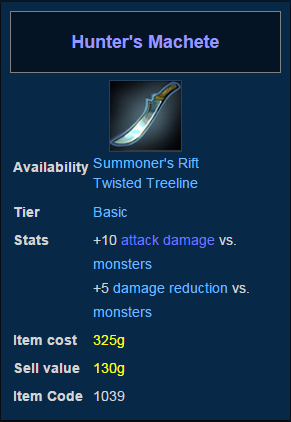 Hunter's Machete
Availability Summoner's Rift
Twisted Treeline
Tier Basic
Stats +10 attack damage vs.
monsters
+5 damage reduction vs.
monsters
Item cost 325g
Sell value 130g
Item Code 1039